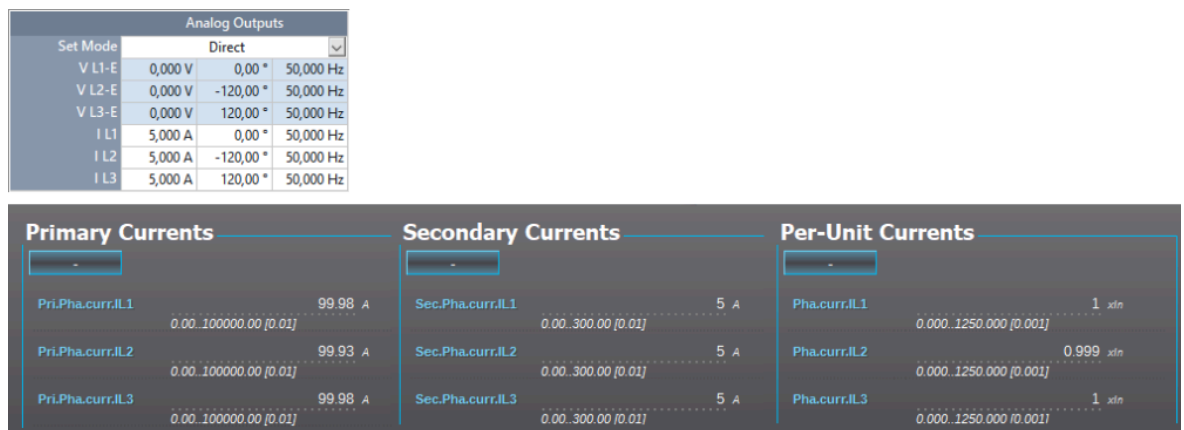 Analog Outputs
Set Mode Direct
V L1-E 0,000 V 0,00 ° 50,000 Hz
V L2-E 0,000 V -120,00 ° 50,000 Hz
V L3-E 0,000 V 120,00 ° 50,000 Hz
I L1 5,000 A 0,00 ° 50,000 Hz
I L2 5,000 A -120,00 ° 50,000 Hz
I L3 5,000 A 120,00 ° 50,000 Hz
Primary Currents Secondary Currents Per-Unit Currents
- - -
Pri.Pha.curr.IL1 99.98 A Sec.Pha.curr.IL1 5 A Pha.curr.IL1 1 xIn
0.00..100000.00 [0.01] 0.00..300.00 [0.01] 0.000..1250.000 [0.001]
Pri.Pha.curr.IL2 99.93 A Sec.Pha.curr.IL2 5 A Pha.curr.IL2 0.999 xIn
0.00..100000.00 [0.01] 0.00..300.00 [0.01] 0.000..1250.000 [0.001]
Pri.Pha.curr.IL3 99.98 A Sec.Pha.curr.IL3 5 A Pha.curr.IL3 1 xIn
0.00..100000.00 [0.01] 0.00..300.00 [0.01] 0.000..1250.000 [0.001]